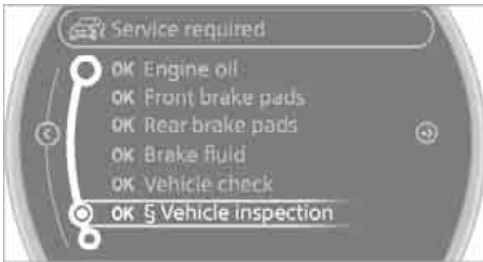 Service required
OK Engine oil
OK Front brake pads
OK Rear brake pads
OK Brake fluid
OK Vehicle check
OK § Vehicle inspection